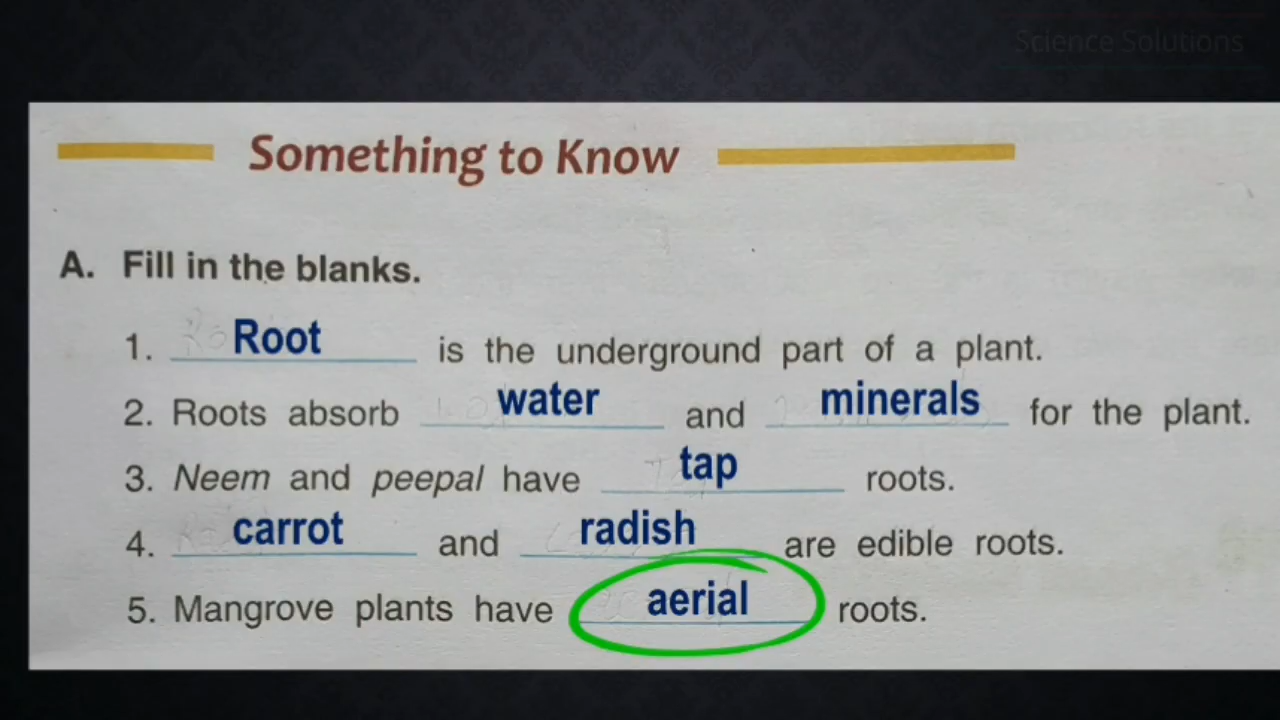 Science Solutions
Something to Know
A. Fill in the blanks.
1. Root is the underground part of a plant.
2. Roots absorb water and minerals for the plant.
3. Neem and peepal have tap roots.
4. carrot and radish are edible roots.
5. Mangrove plants have aerial roots.